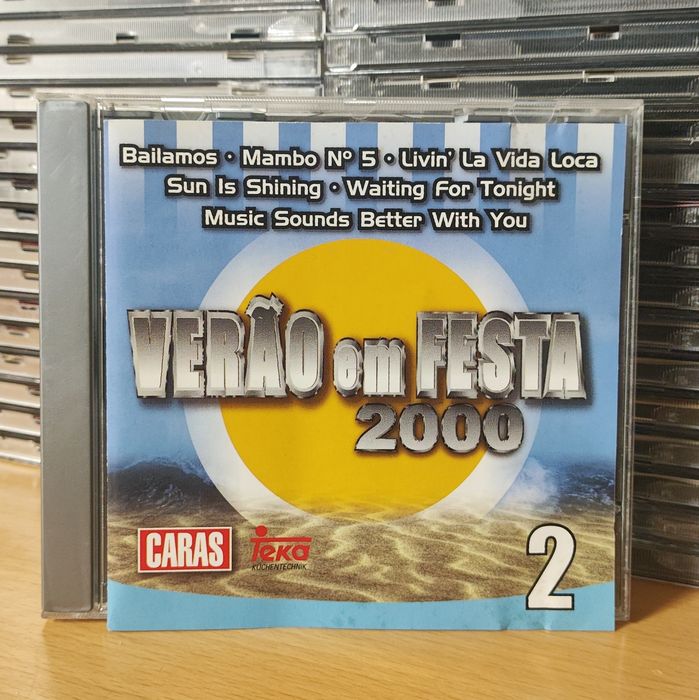 Bailamos • Mambo Nº 5 • Livin' La Vida Loca
Sun Is Shining • Waiting For Tonight
Music Sounds Better With You
VERÃO em FESTA
2000
CARAS
Teka
KÜCHENTECHNIK
2